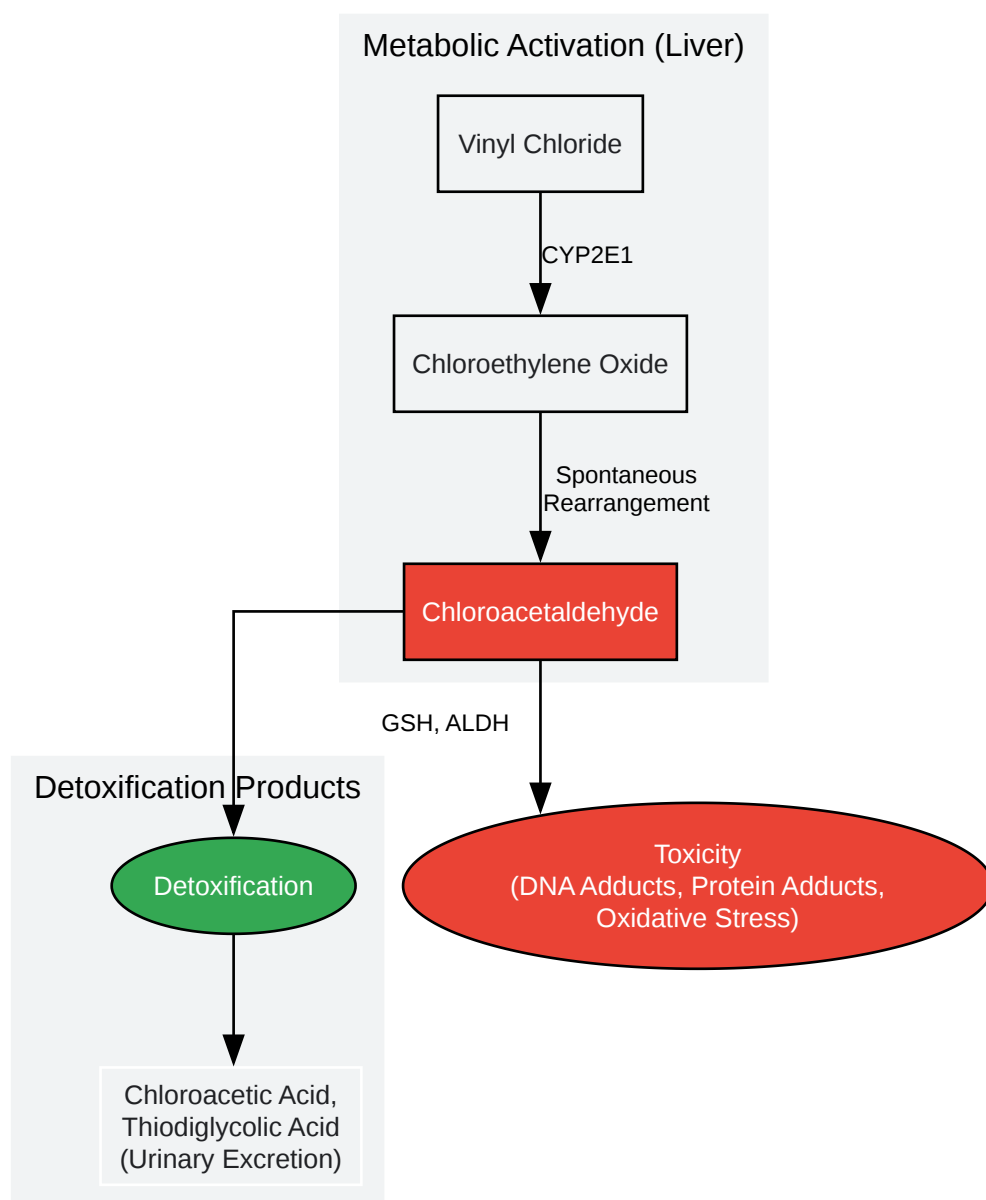 Metabolic Activation (Liver)
Vinyl Chloride
CYP2E1
Chloroethylene Oxide
Spontaneous
Rearrangement
Chloroacetaldehyde
GSH, ALDH
Detoxification Products
Detoxification
Toxicity
(DNA Adducts, Protein Adducts,
Oxidative Stress)
Chloroacetic Acid,
Thiodiglycolic Acid
(Urinary Excretion)